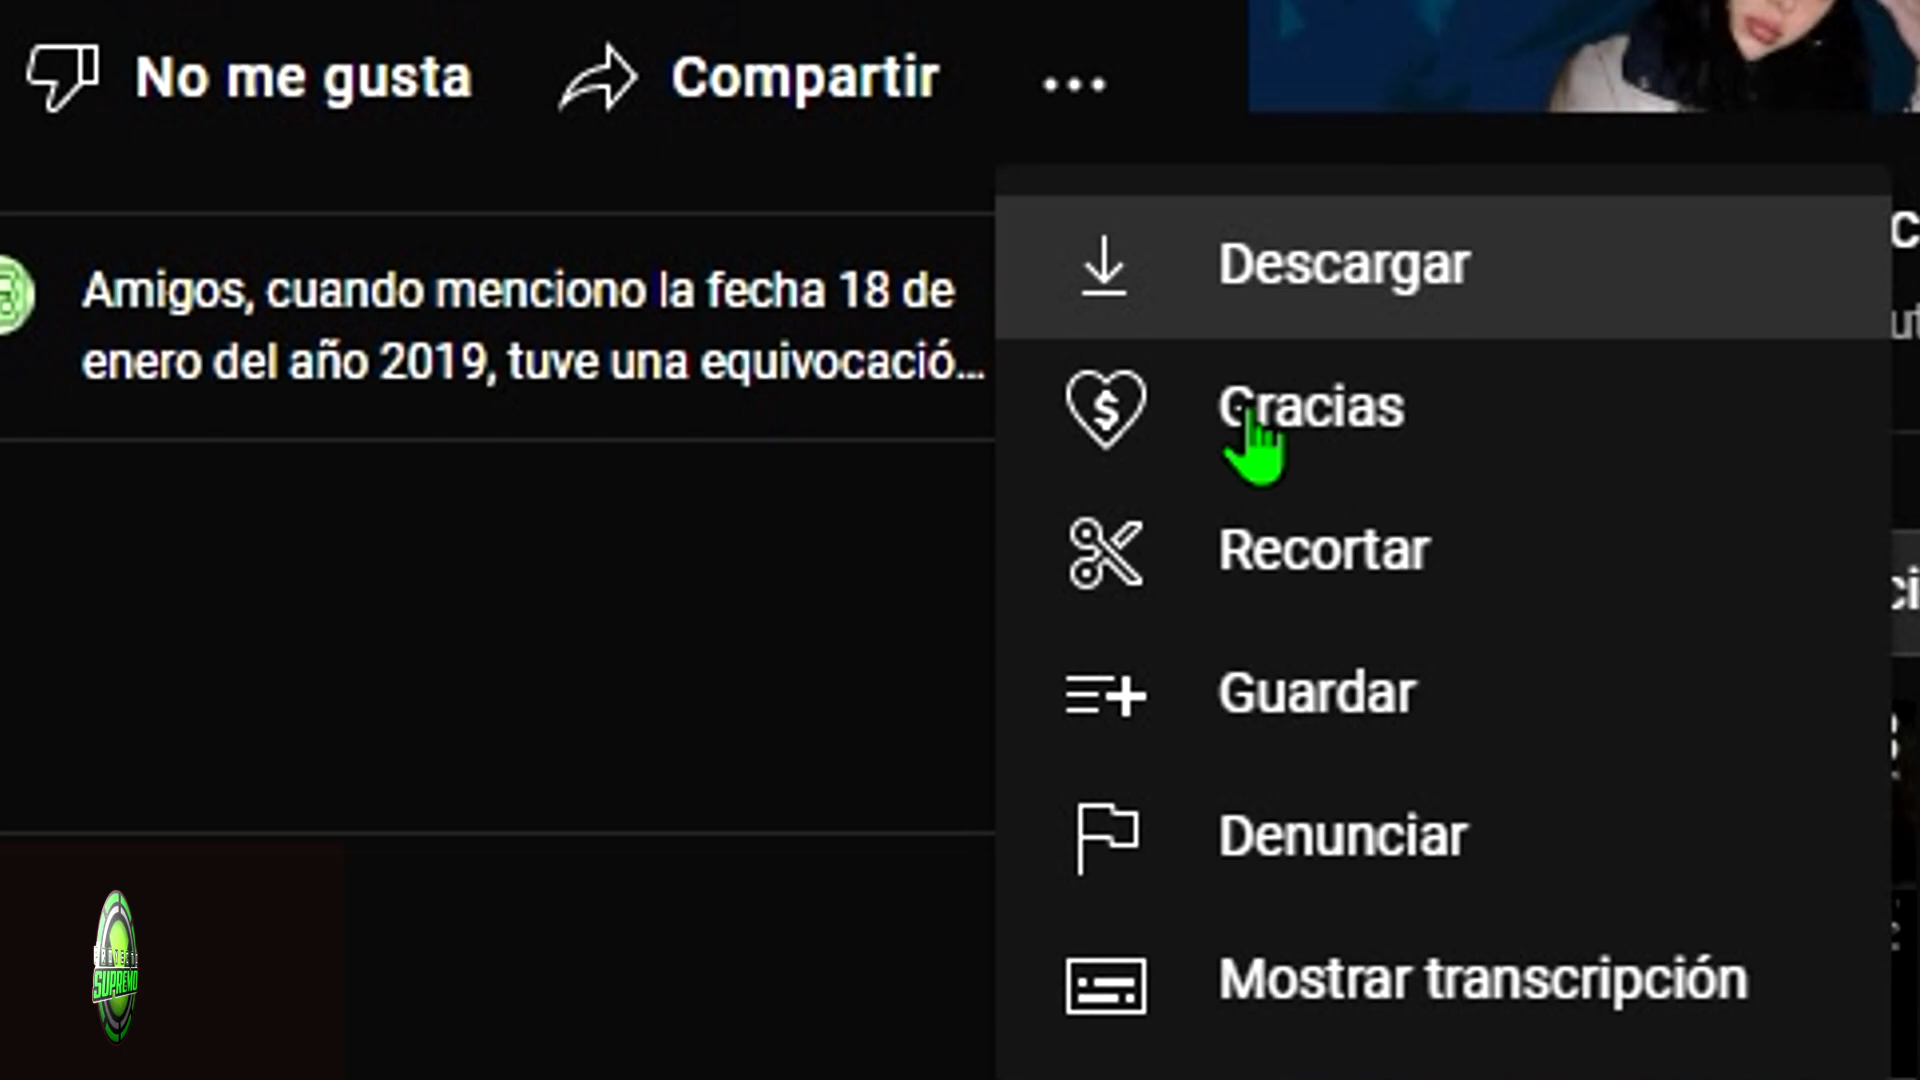 No me gusta
Compartir
Amigos, cuando menciono la fecha 18 de
enero del año 2019, tuve una equivocació...
Descargar
Gracias
Recortar
Guardar
Denunciar
Mostrar transcripción
SUPREMO